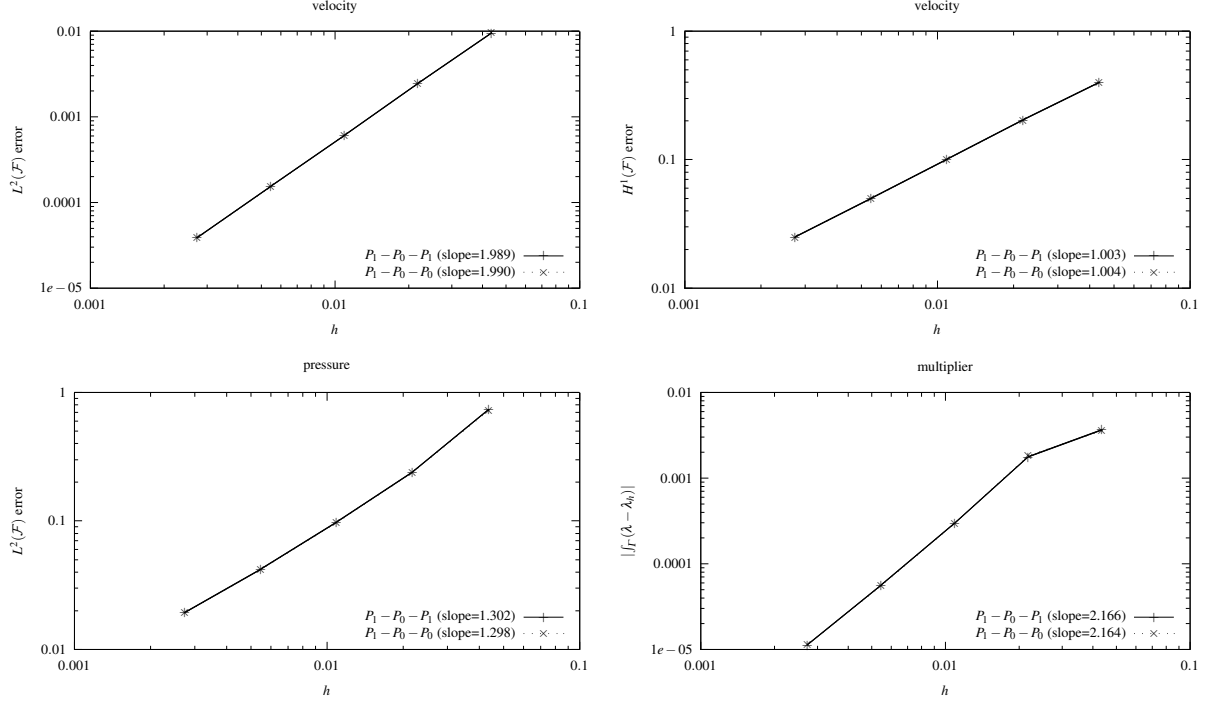 velocity
0.01
0.001
0.0001
1e−05
0.001
0.01
0.1
L²(𝓕) error
h
P₁ − P₀ − P₁ (slope=1.989)
P₁ − P₀ − P₀ (slope=1.990)
velocity
1
0.1
0.01
0.001
0.01
0.1
H¹(𝓕) error
h
P₁ − P₀ − P₁ (slope=1.003)
P₁ − P₀ − P₀ (slope=1.004)
pressure
1
0.1
0.01
0.001
0.01
0.1
L²(𝓕) error
h
P₁ − P₀ − P₁ (slope=1.302)
P₁ − P₀ − P₀ (slope=1.298)
multiplier
0.01
0.001
0.0001
1e−05
0.001
0.01
0.1
|∫_Γ(λ − λₕ)|
h
P₁ − P₀ − P₁ (slope=2.166)
P₁ − P₀ − P₀ (slope=2.164)